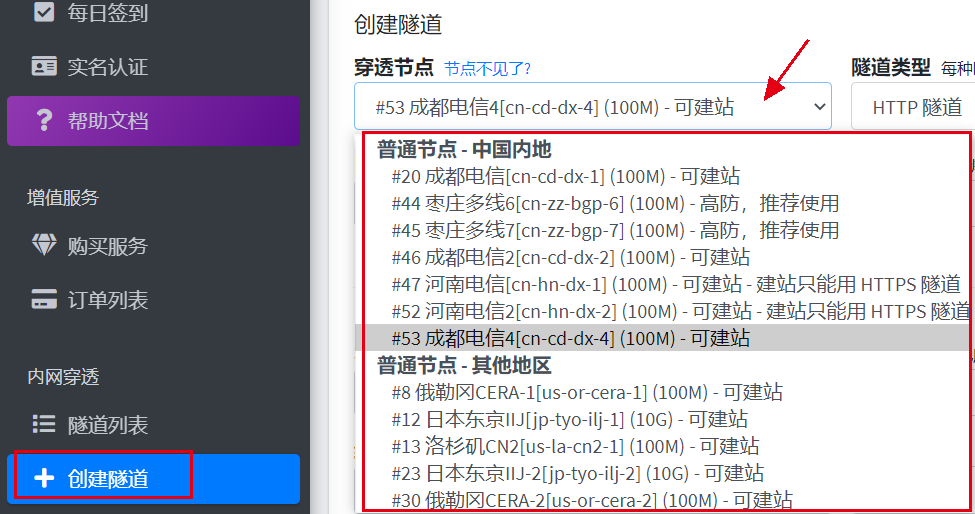 每日签到
实名认证
帮助文档
增值服务
购买服务
订单列表
内网穿透
隧道列表
创建隧道
创建隧道
穿透节点 节点不见了?
隧道类型 每种
#53 成都电信4[cn-cd-dx-4] (100M) - 可建站
HTTP 隧道
普通节点 - 中国内地
#20 成都电信[cn-cd-dx-1] (100M) - 可建站
#44 枣庄多线6[cn-zz-bgp-6] (100M) - 高防，推荐使用
#45 枣庄多线7[cn-zz-bgp-7] (100M) - 高防，推荐使用
#46 成都电信2[cn-cd-dx-2] (100M) - 可建站
#47 河南电信[cn-hn-dx-1] (100M) - 可建站 - 建站只能用 HTTPS 隧道
#52 河南电信2[cn-hn-dx-2] (100M) - 可建站 - 建站只能用 HTTPS 隧道
#53 成都电信4[cn-cd-dx-4] (100M) - 可建站
普通节点 - 其他地区
#8 俄勒冈CERA-1[us-or-cera-1] (100M) - 可建站
#12 日本东京IIJ[jp-tyo-ilj-1] (10G) - 可建站
#13 洛杉矶CN2[us-la-cn2-1] (100M) - 可建站
#23 日本东京IIJ-2[jp-tyo-ilj-2] (10G) - 可建站
#30 俄勒冈CERA-2[us-or-cera-2] (100M) - 可建站